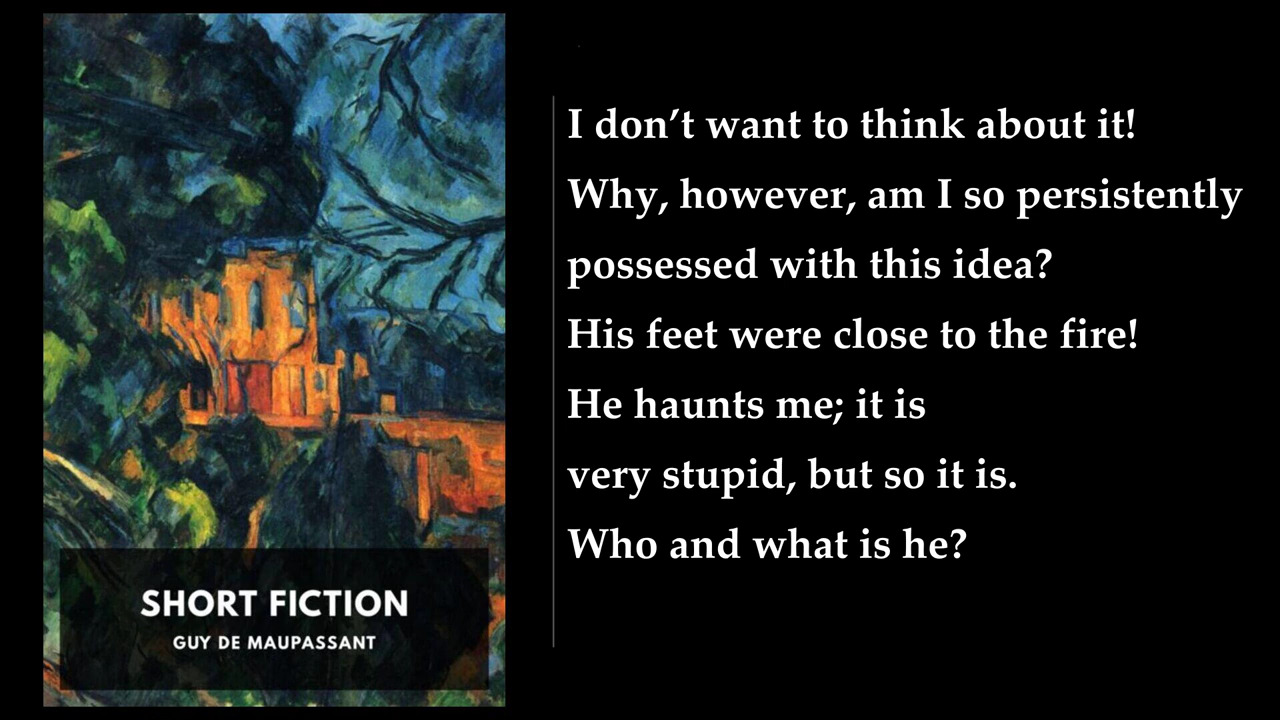 SHORT FICTION
GUY DE MAUPASSANT
I don’t want to think about it!
Why, however, am I so persistently
possessed with this idea?
His feet were close to the fire!
He haunts me; it is
very stupid, but so it is.
Who and what is he?